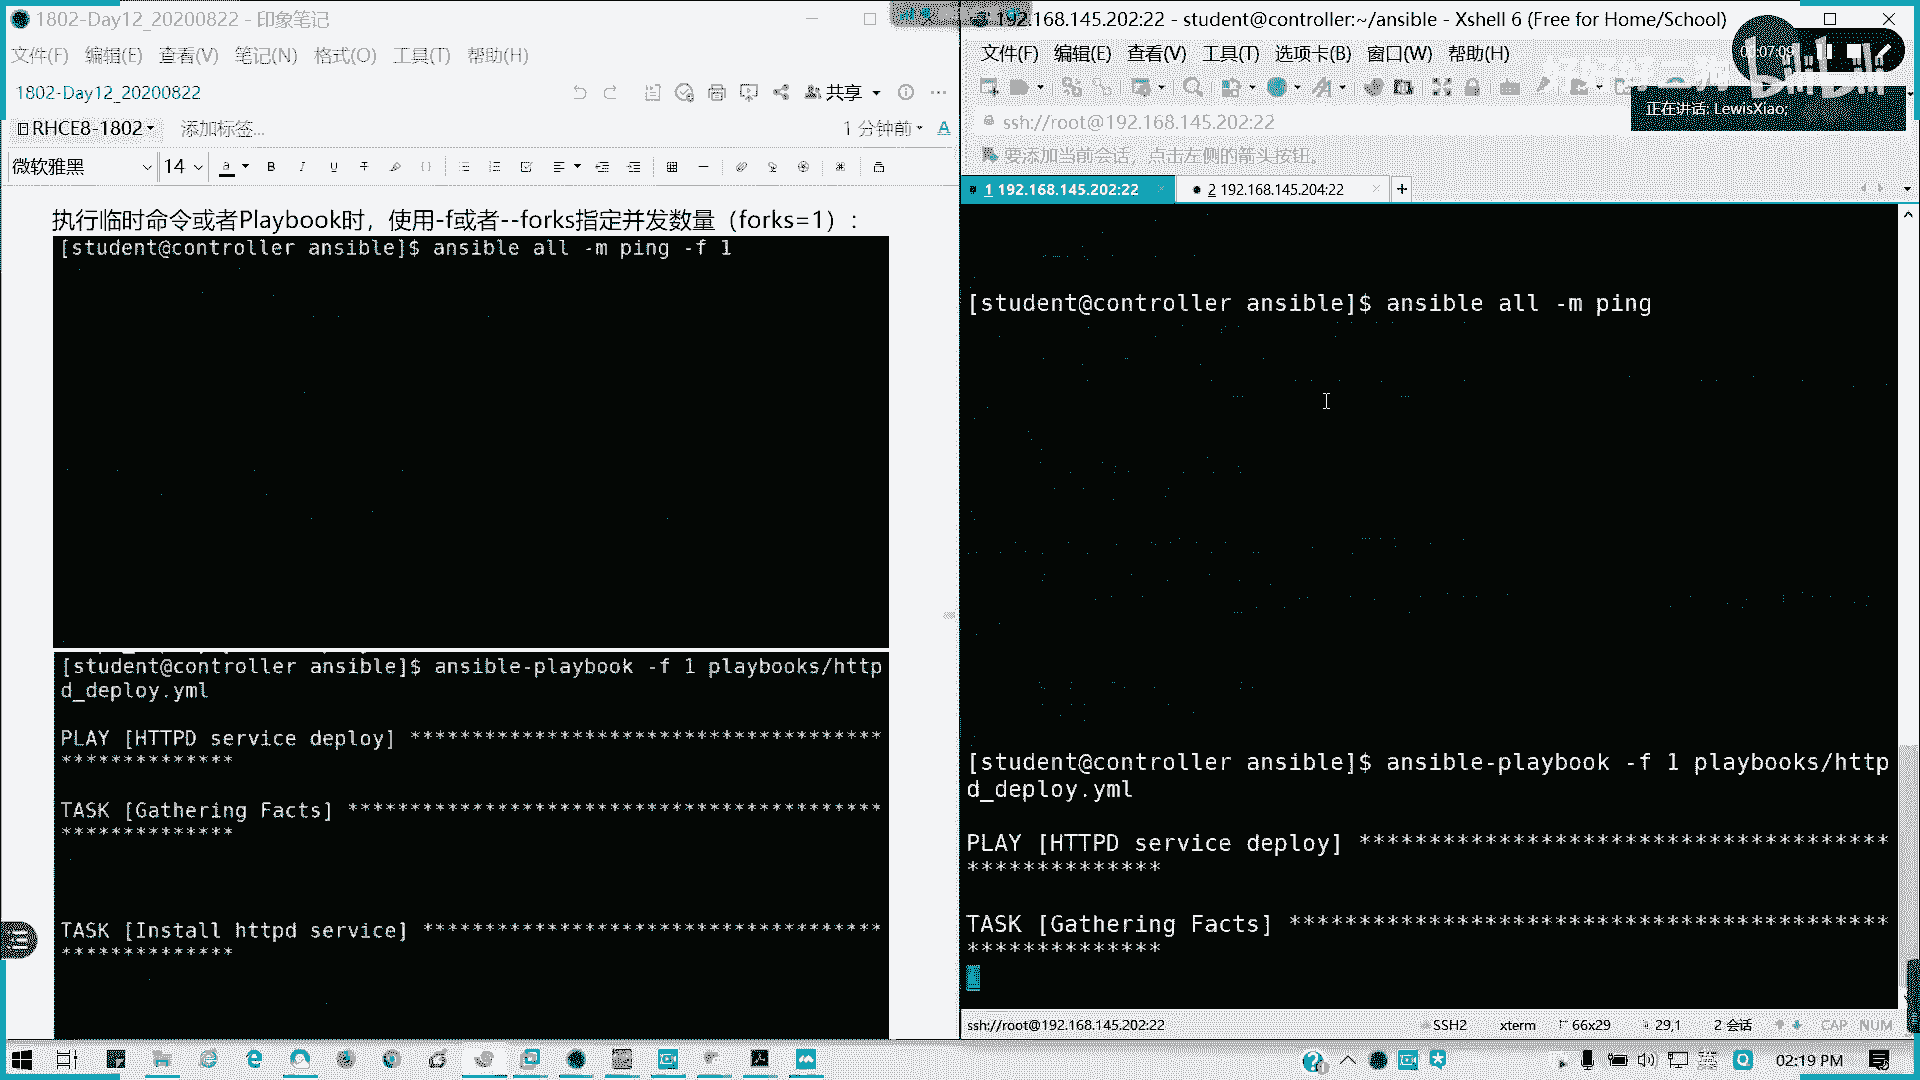 1802-Day12_20200822 - 印象笔记
文件(F) 编辑(E) 查看(V) 笔记(N) 格式(O) 工具(T) 帮助(H)
1802-Day12_20200822
共享
RHCE8-1802
添加标签...
1 分钟前
微软雅黑
14
执行临时命令或者Playbook时，使用-f或者--forks指定并发数量（forks=1）：
[student@controller ansible]$ ansible all -m ping -f 1
[student@controller ansible]$ ansible-playbook -f 1 playbooks/http
d_deploy.yml
PLAY [HTTPD service deploy] **************************************
**************
TASK [Gathering Facts] *******************************************
**************
TASK [Install httpd service] *************************************
**************
192.168.145.202:22 - student@controller:~/ansible - Xshell 6 (Free for Home/School)
文件(F) 编辑(E) 查看(V) 工具(T) 选项卡(B) 窗口(W) 帮助(H)
正在讲话: LewisXiao;
ssh://root@192.168.145.202:22
要添加当前会话，点击左侧的箭头按钮。
1 192.168.145.202:22
2 192.168.145.204:22
[student@controller ansible]$ ansible all -m ping
[student@controller ansible]$ ansible-playbook -f 1 playbooks/http
d_deploy.yml
PLAY [HTTPD service deploy] **************************************
**************
TASK [Gathering Facts] *******************************************
**************
ssh://root@192.168.145.202:22
SSH2
xterm
66x29
29,1
2 会话
CAP NUM
02:19 PM